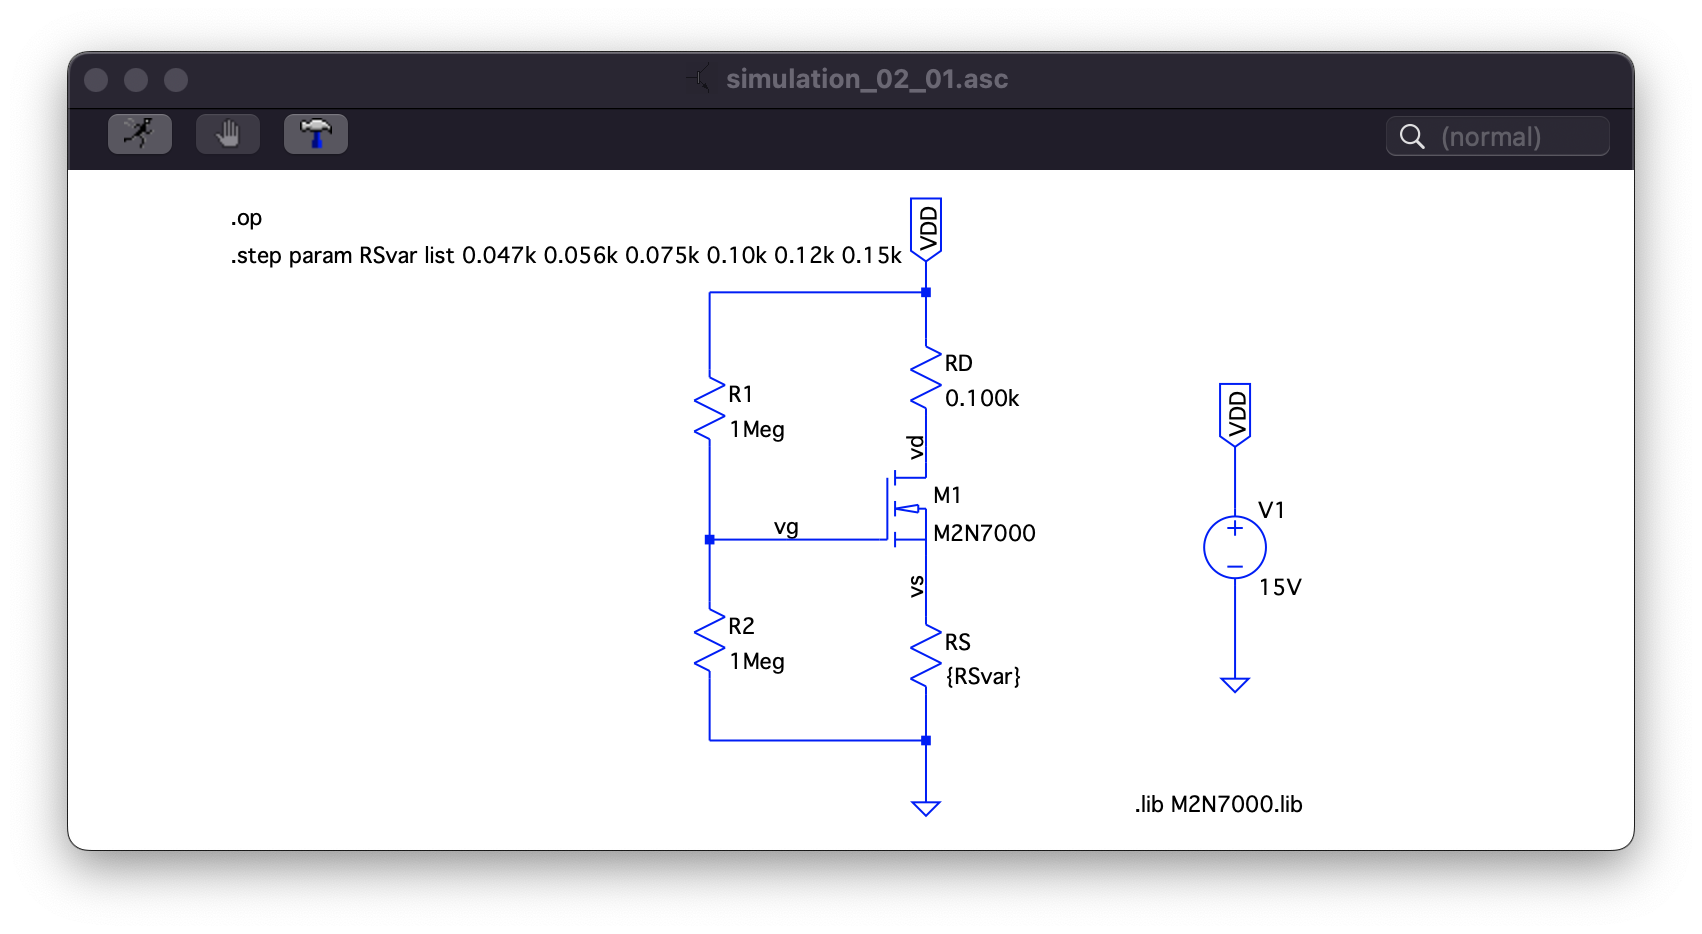 simulation_02_01.asc
(normal)
.op
.step param RSvar list 0.047k 0.056k 0.075k 0.10k 0.12k 0.15k
VDD
R1
1Meg
RD
0.100k
vd
VDD
vg
M1
M2N7000
V1
15V
vs
R2
1Meg
RS
{RSvar}
.lib M2N7000.lib